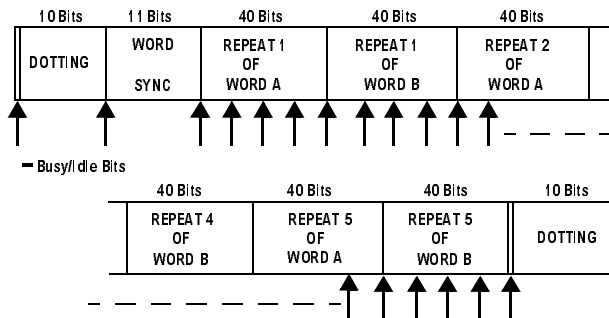 10 Bits 11 Bits 40 Bits 40 Bits 40 Bits
DOTTING
WORD
SYNC
REPEAT 1
OF
WORD A
REPEAT 1
OF
WORD B
REPEAT 2
OF
WORD A
Busy/Idle Bits
40 Bits 40 Bits 40 Bits 10 Bits
REPEAT 4
OF
WORD B
REPEAT 5
OF
WORD A
REPEAT 5
OF
WORD B
DOTTING